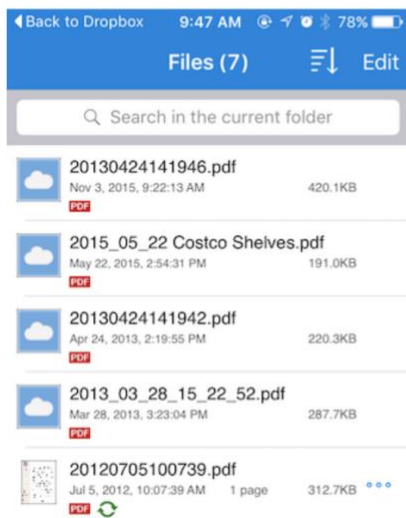 Back to Dropbox 9:47 AM 78%
Files (7) Edit
Search in the current folder
20130424141946.pdf
Nov 3, 2015, 9:22:13 AM 420.1KB
PDF
2015_05_22 Costco Shelves.pdf
May 22, 2015, 2:54:31 PM 191.0KB
PDF
20130424141942.pdf
Apr 24, 2013, 2:19:55 PM 220.3KB
PDF
2013_03_28_15_22_52.pdf
Mar 28, 2013, 3:23:04 PM 287.7KB
PDF
20120705100739.pdf
Jul 5, 2012, 10:07:39 AM 1 page 312.7KB
PDF